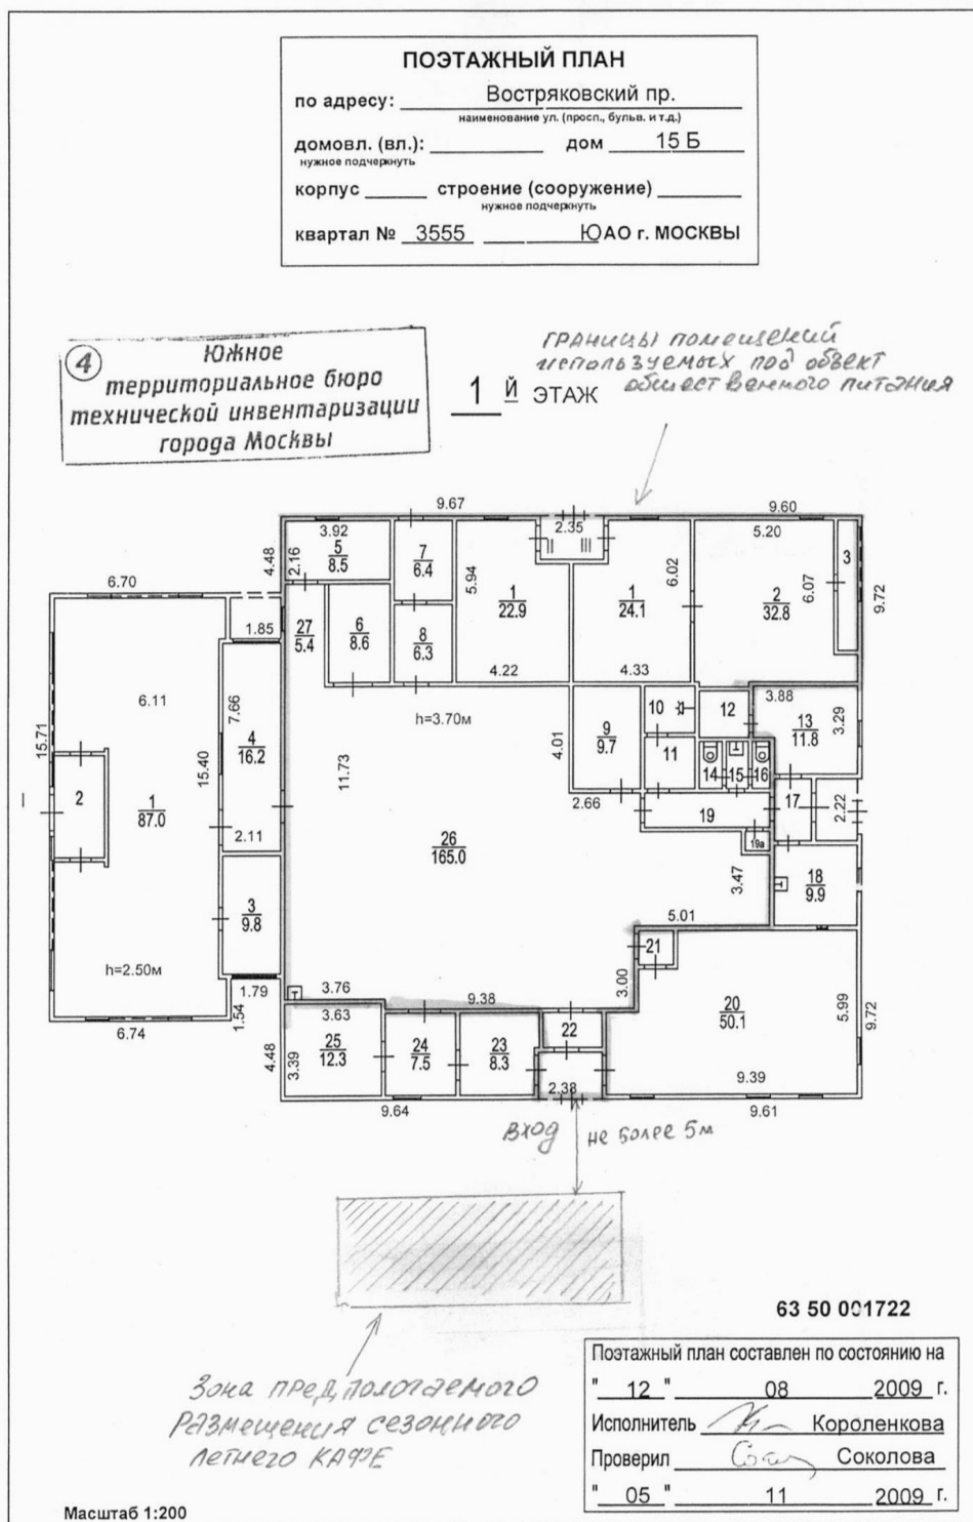 ПОЭТАЖНЫЙ ПЛАН
по адресу: Востряковский пр.
наименование ул. (просп., бульв. и т.д.)
домовл. (вл.): дом 15 Б
нужное подчеркнуть
корпус строение (сооружение)
нужное подчеркнуть
квартал № 3555 ЮАО г. МОСКВЫ
4
Южное
территориальное бюро
технической инвентаризации
города Москвы
1 й ЭТАЖ
границы помещений
используемых под объект
общественного питания
9.67
9.60
2.35
3.92
5.20
5
8.5
7
6.4
II
III
3
4.48
2.16
5.94
6.02
6.07
9.72
6.70
1
22.9
1
24.1
2
32.8
1.85
27
5.4
6
8.6
8
6.3
4.22
4.33
6.11
7.66
h=3.70м
3.88
10
12
13
11.8
3.29
15.71
4
16.2
4.01
9
9.7
11
15.40
11.73
14
15
16
2
1
87.0
2.66
17
2.22
2.11
19
26
165.0
19а
3
9.8
3.47
18
9.9
5.01
21
h=2.50м
3.76
9.38
3.00
1.79
1.54
3.63
20
50.1
5.99
9.72
6.74
4.48
3.39
25
12.3
24
7.5
23
8.3
22
2.38
9.39
9.64
9.61
вход
не более 5м
63 50 001722
Зона предполагаемого
размещения сезонного
летнего КАФЕ
Поэтажный план составлен по состоянию на
" 12 " 08 2009 г.
Исполнитель Короленкова
Проверил Соколова
" 05 " 11 2009 г.
Масштаб 1:200